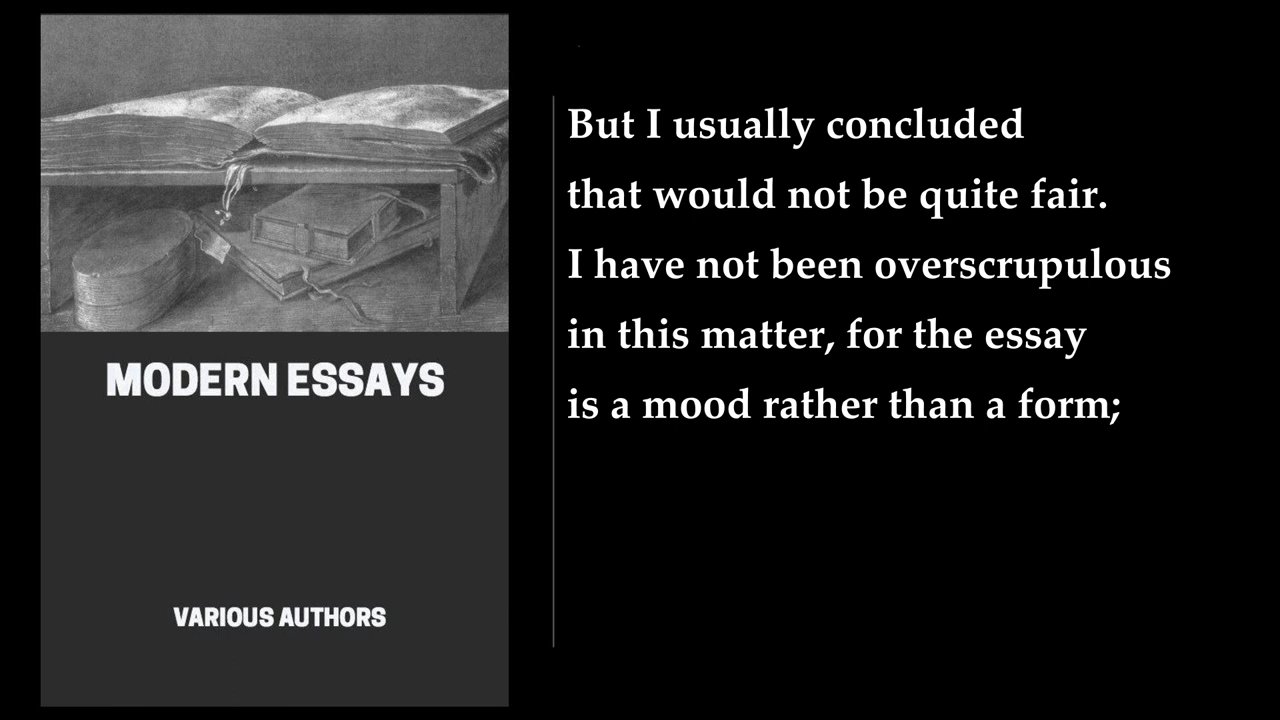 MODERN ESSAYS
VARIOUS AUTHORS
But I usually concluded
that would not be quite fair.
I have not been overscrupulous
in this matter, for the essay
is a mood rather than a form;